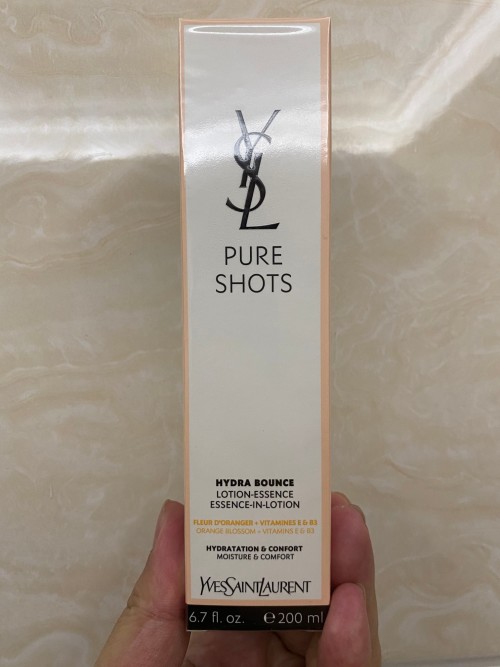 YSL
PURE
SHOTS
HYDRA BOUNCE
LOTION-ESSENCE
ESSENCE-IN-LOTION
FLEUR D'ORANGER + VITAMINES E & B3
ORANGE BLOSSOM + VITAMINS E & B3
HYDRATATION & CONFORT
MOISTURE & COMFORT
YVESSAINTLAURENT
6.7 fl. oz. ℮200 ml